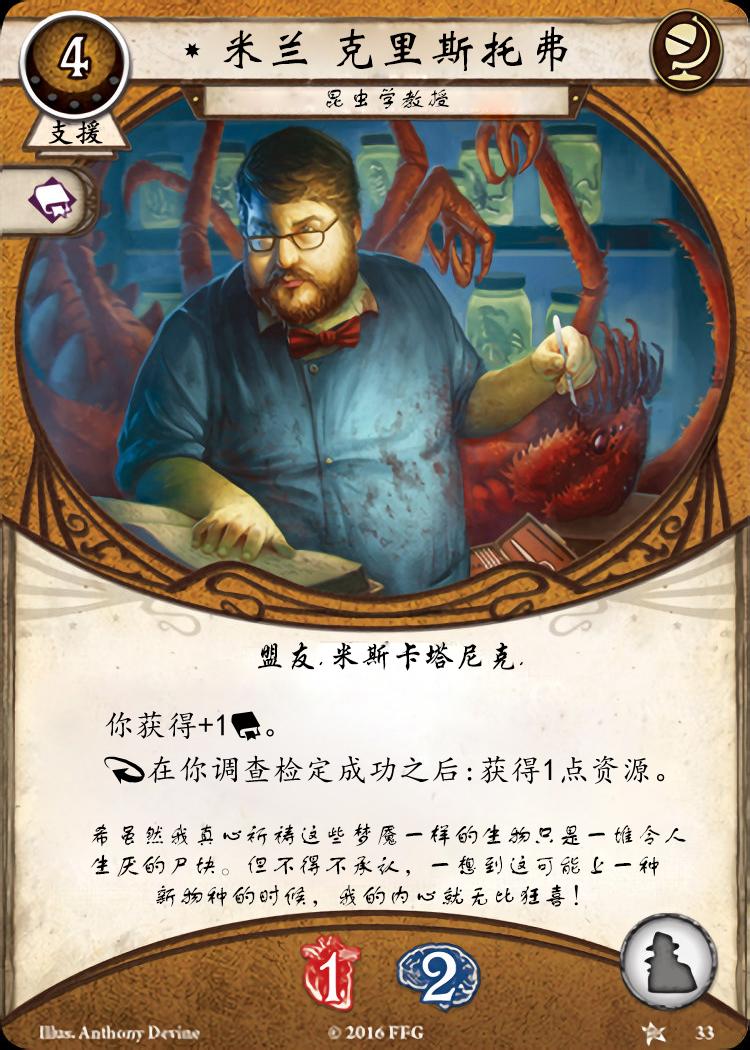 4
米兰 克里斯托弗
昆虫学教授
支援
盟友.米斯卡塔尼克.
你获得+1。
在你调查检定成功之后:获得1点资源。
希虽然我真心祈祷这些梦魇一样的生物只是一堆令人
生厌的尸块。但不得不承认，一想到这可能上一种
新物种的时候，我的内心就无比狂喜!
1
2
Illus. Anthony Devine
© 2016 FFG
33